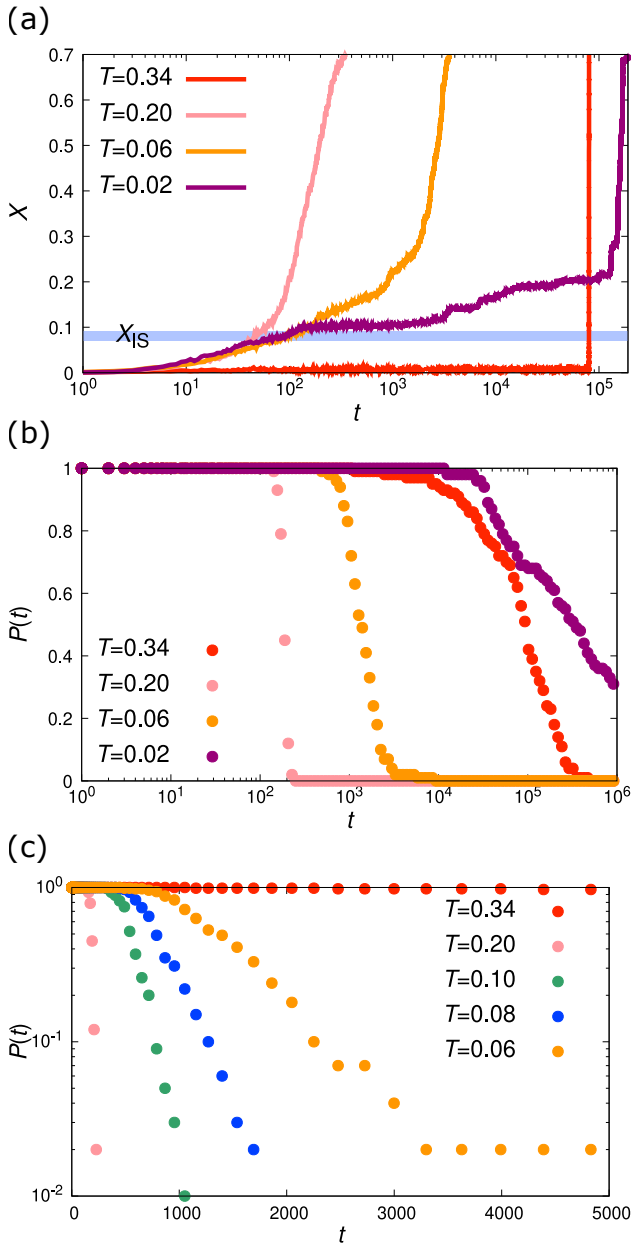 (a)
0.7
0.6
0.5
0.4
0.3
0.2
0.1
0
X
T=0.34
T=0.20
T=0.06
T=0.02
X_IS
10^0
10^1
10^2
10^3
10^4
10^5
t
(b)
1
0.8
0.6
0.4
0.2
0
P(t)
T=0.34
T=0.20
T=0.06
T=0.02
10^0
10^1
10^2
10^3
10^4
10^5
10^6
t
(c)
10^0
10^-1
10^-2
P(t)
T=0.34
T=0.20
T=0.10
T=0.08
T=0.06
0
1000
2000
3000
4000
5000
t